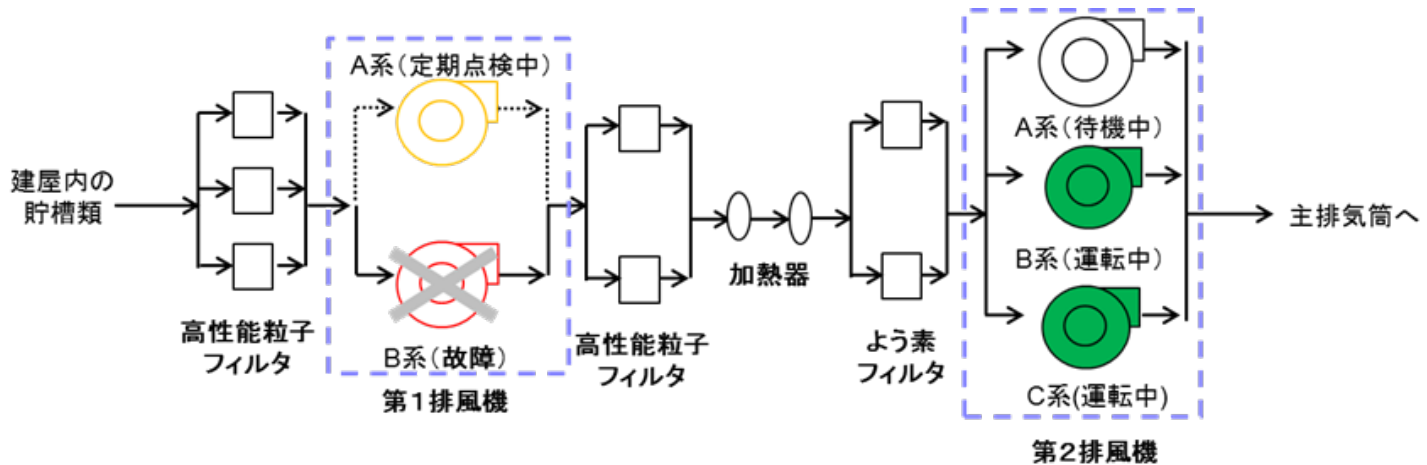 建屋内の
貯槽類
高性能粒子
フィルタ
A系(定期点検中)
B系(故障)
第1排風機
高性能粒子
フィルタ
加熱器
よう素
フィルタ
A系(待機中)
B系(運転中)
C系(運転中)
第2排風機
主排気筒へ